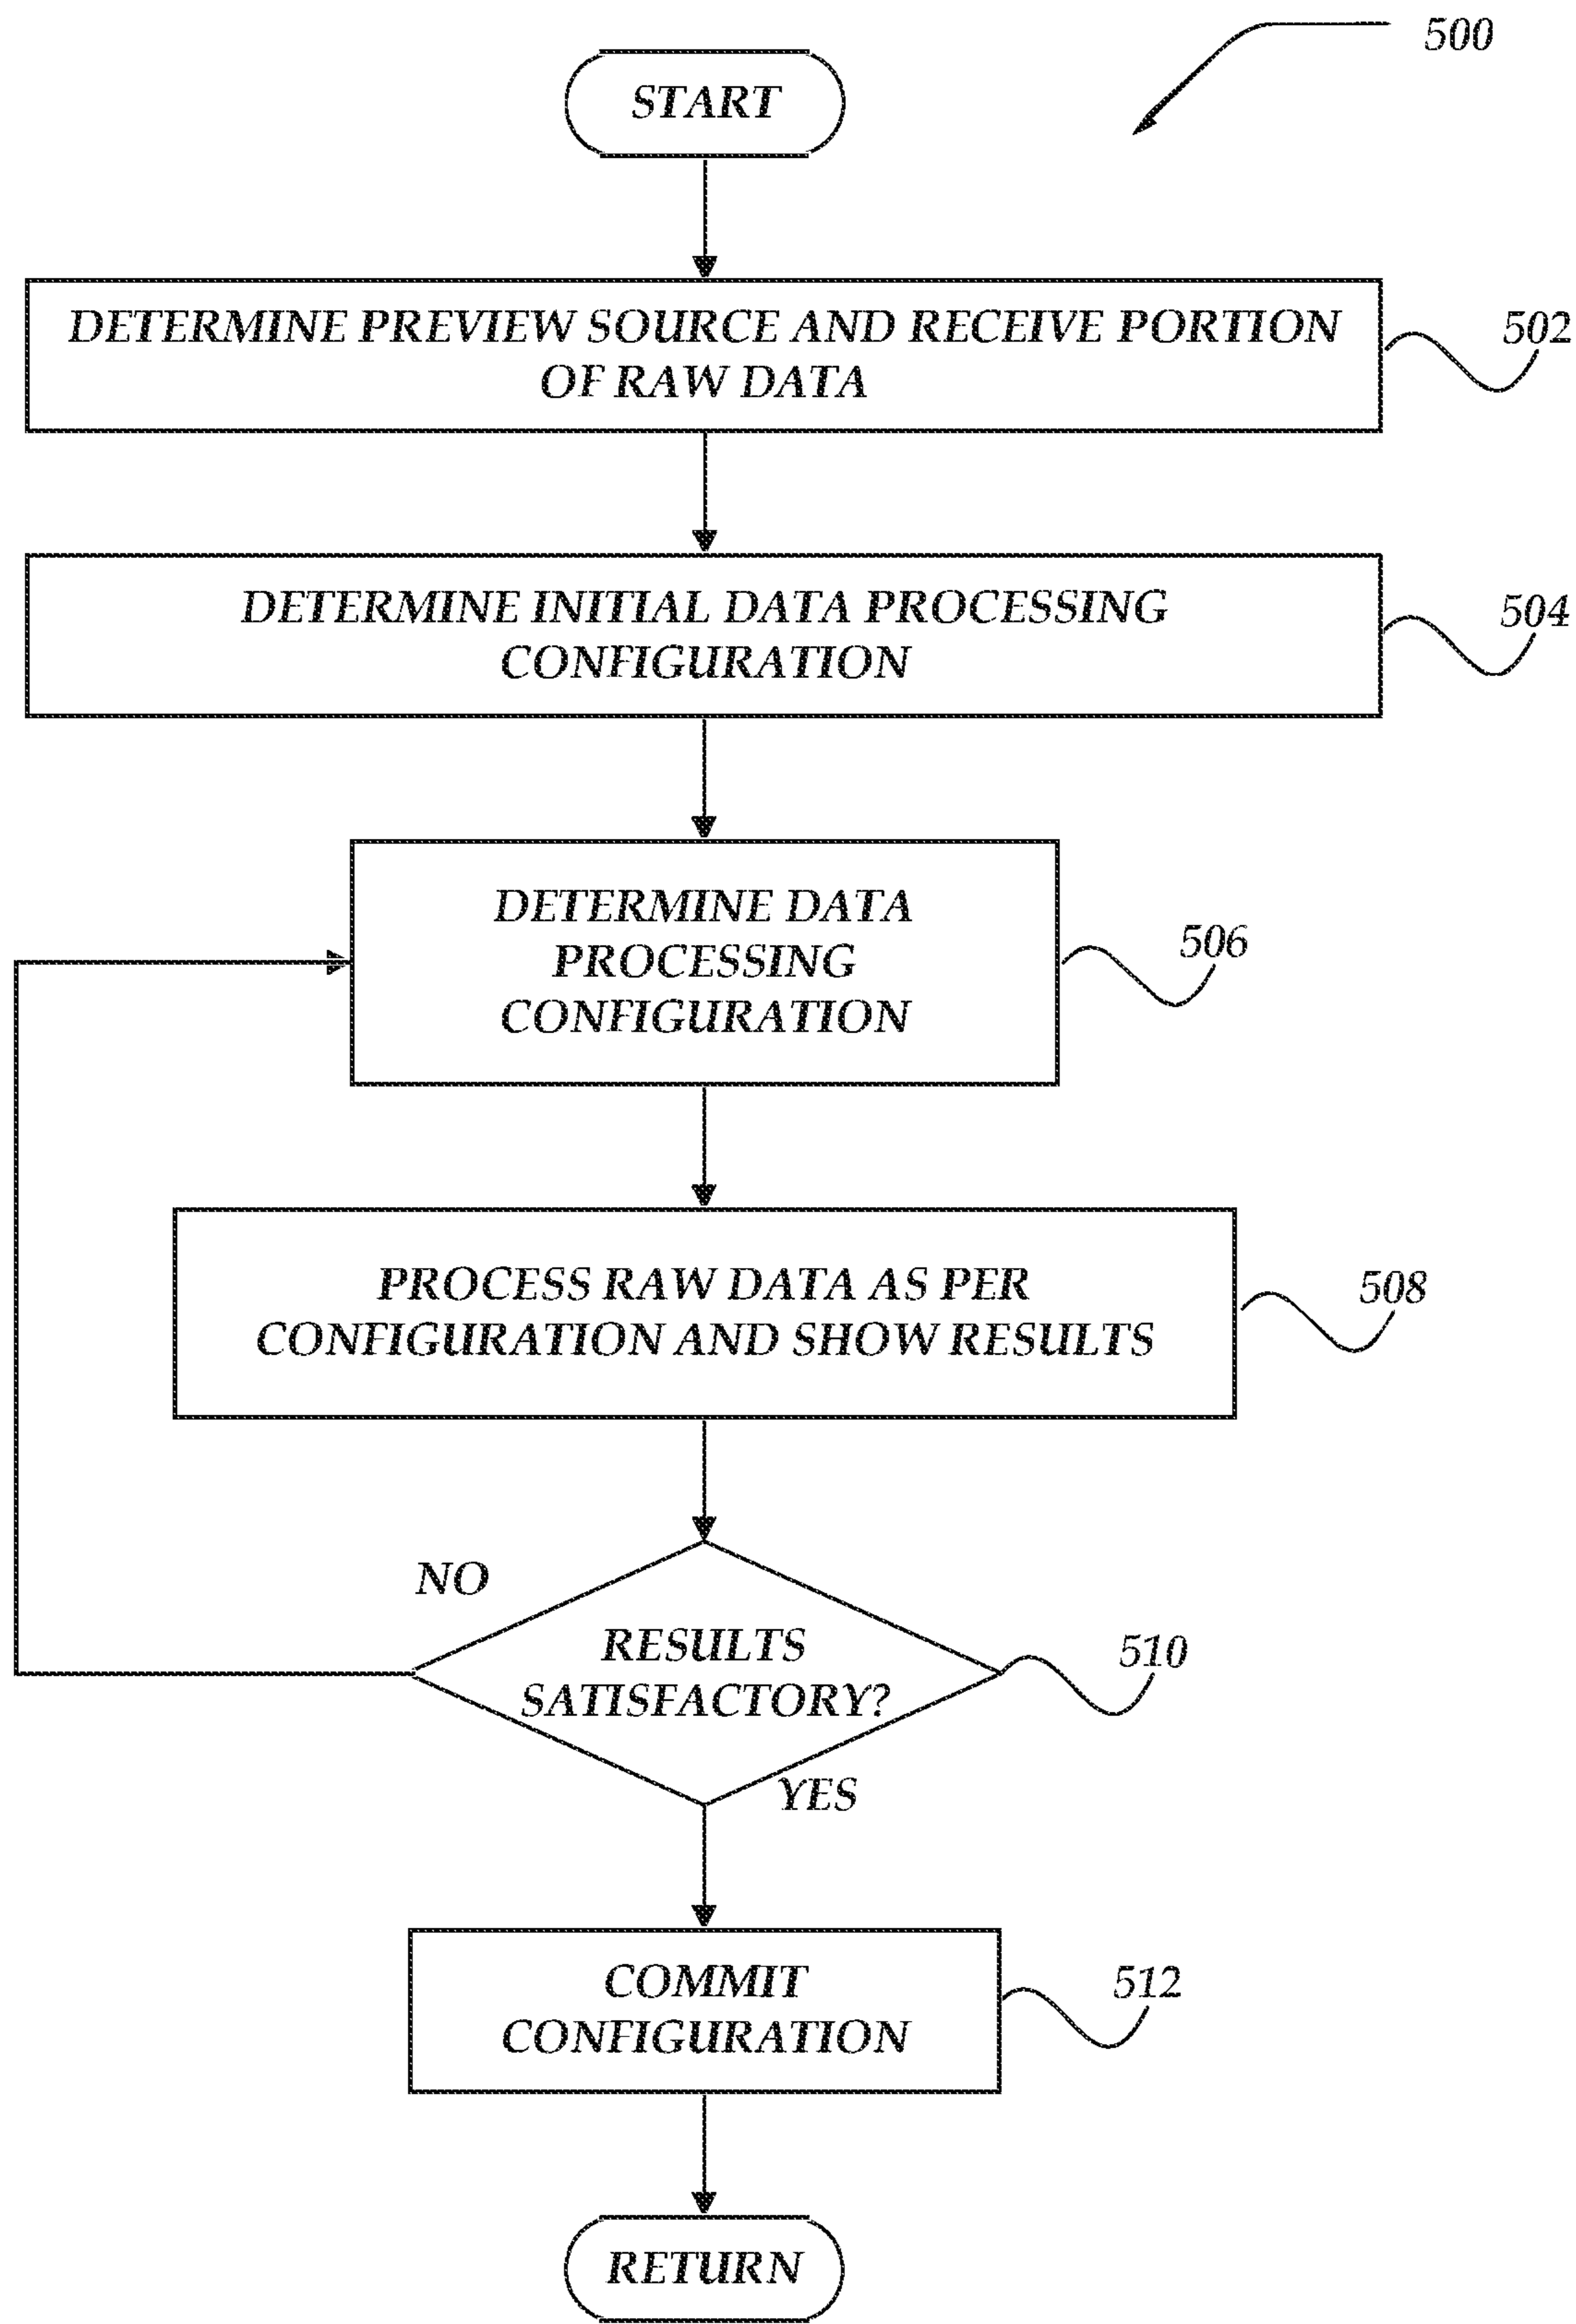 500
START
DETERMINE PREVIEW SOURCE AND RECEIVE PORTION
OF RAW DATA
502
DETERMINE INITIAL DATA PROCESSING
CONFIGURATION
504
DETERMINE DATA
PROCESSING
CONFIGURATION
506
PROCESS RAW DATA AS PER
CONFIGURATION AND SHOW RESULTS
508
NO
RESULTS
SATISFACTORY?
510
YES
COMMIT
CONFIGURATION
512
RETURN